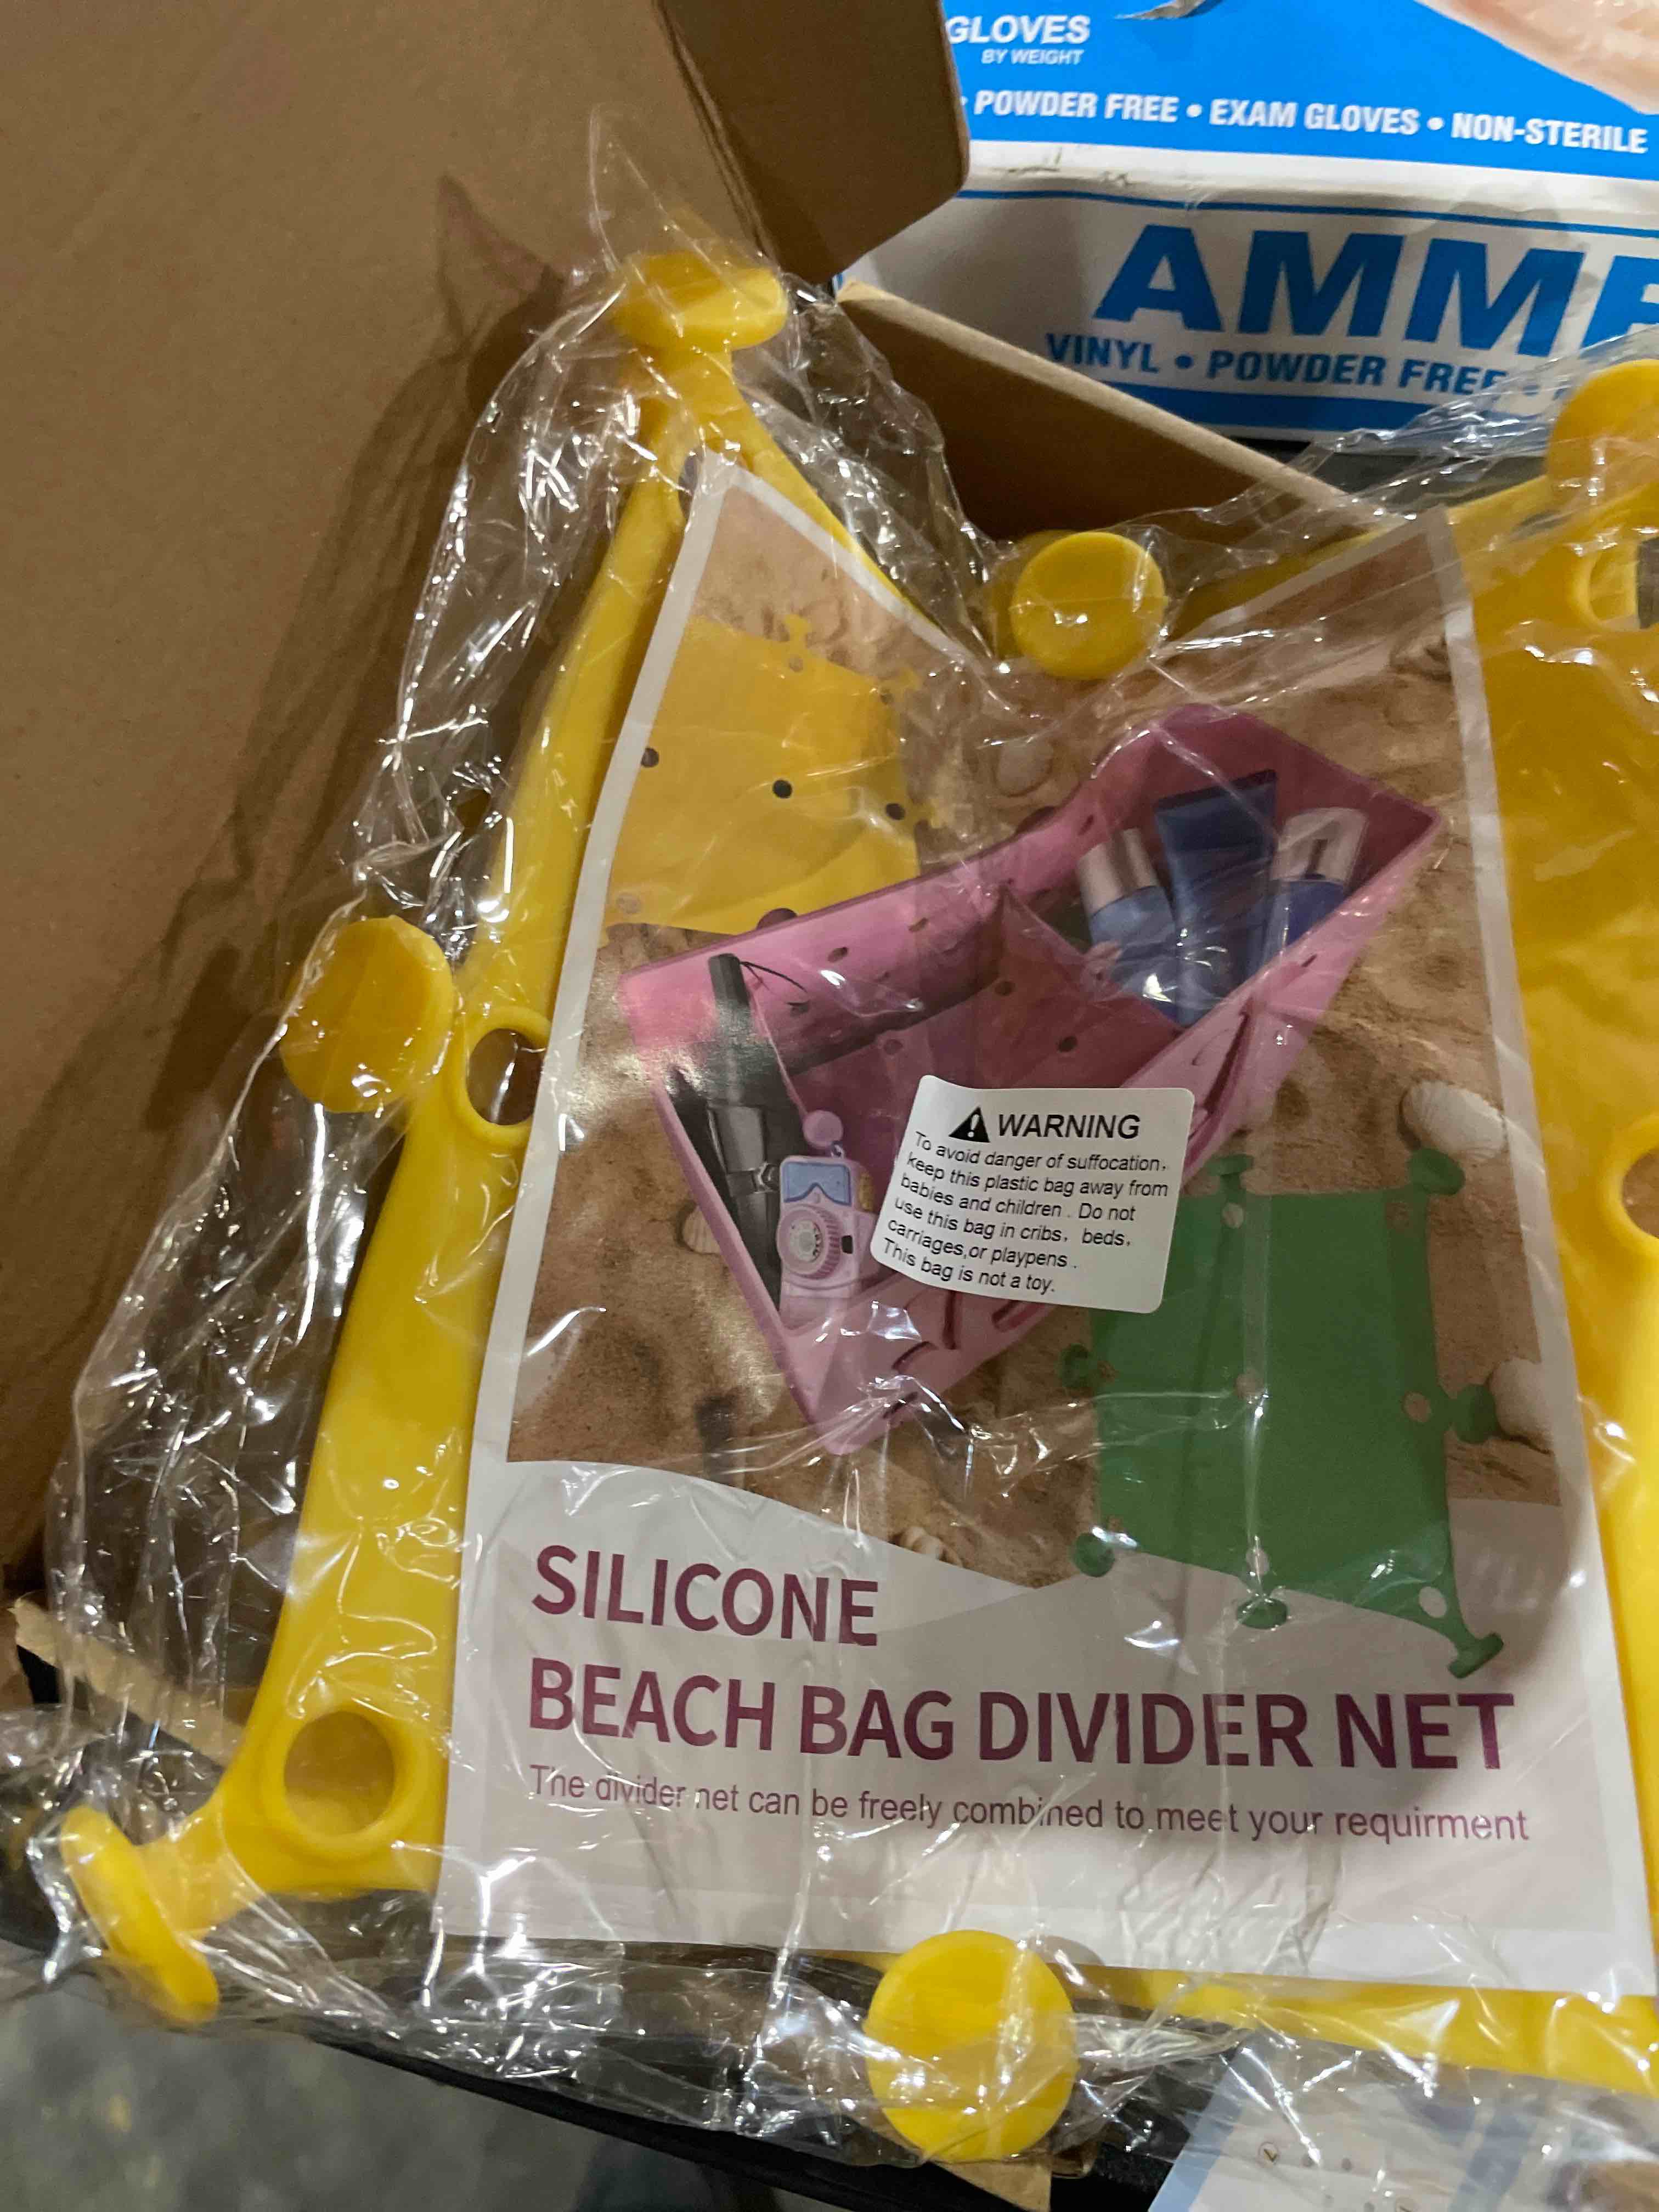 GLOVES
BY WEIGHT
• POWDER FREE • EXAM GLOVES • NON-STERILE
VINYL • POWDER FREE
WARNING
To avoid danger of suffocation,
keep this plastic bag away from
babies and children . Do not
use this bag in cribs, beds,
carriages,or playpens .
This bag is not a toy.
SILICONE
BEACH BAG DIVIDER NET
The divider net can be freely combined to meet your requirment